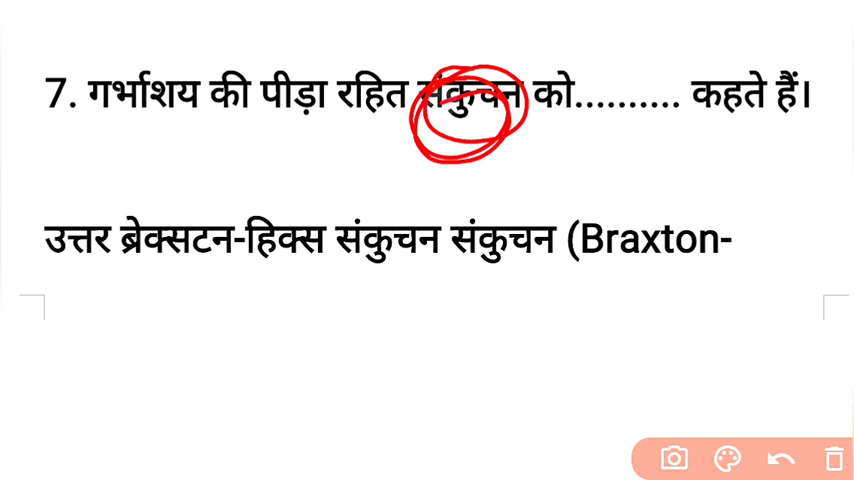 7. गर्भाशय की पीड़ा रहित संकुचन को.......... कहते हैं।
उत्तर ब्रेक्सटन-हिक्स संकुचन संकुचन (Braxton-